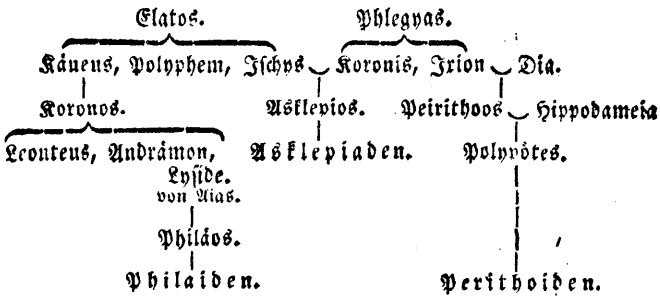 Elatos. Phlegyas.
Käneus, Polyphem, Ischys Koronis, Ixion Dia.
Koronos. Asklepios. Peirithoos Hippodameia
Leonteus, Andrämon, Asklepiaden. Polypötes.
Lyside.
von Aias.
Philäos.
Philaiden. Perithoiden.